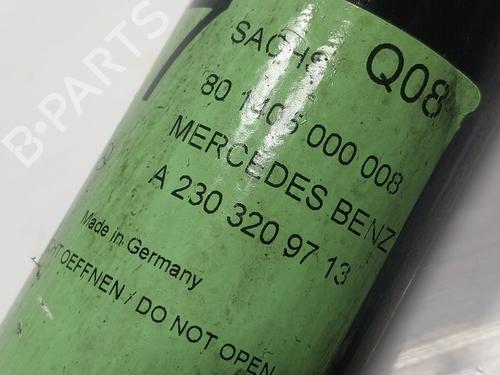 7
SACHS Q08
80 1405 000 008
MERCEDES BENZ
A 230 320 97 13
Made in Germany
OEFFNEN / DO NOT OPEN
B-PARTS